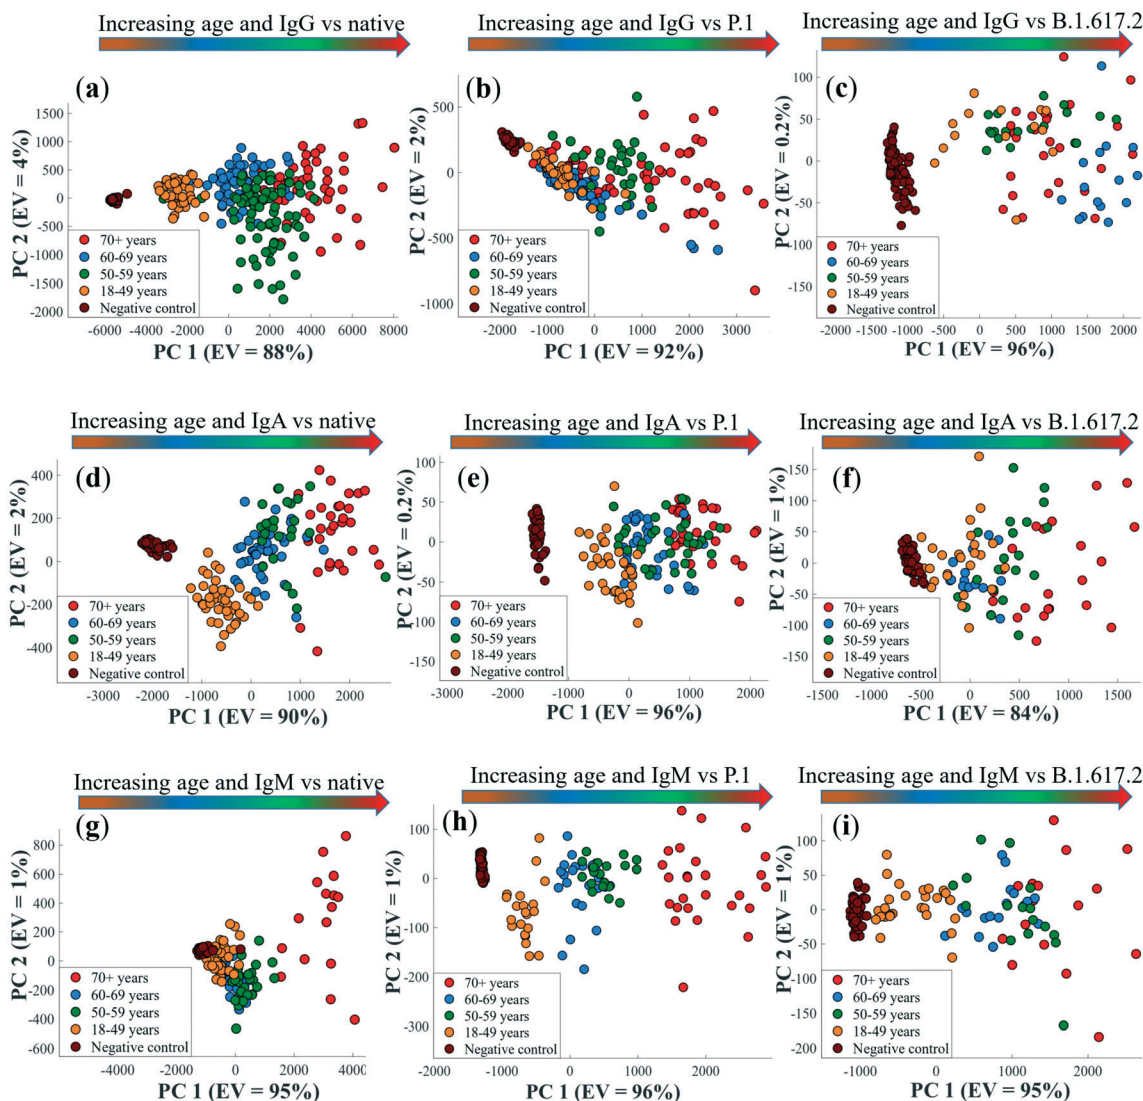 Increasing age and IgG vs native
(a)
PC 2 (EV = 4%)
1500
1000
500
0
-500
-1000
-1500
-2000
70+ years
60-69 years
50-59 years
18-49 years
Negative control
-6000 -4000 -2000 0 2000 4000 6000 8000
PC 1 (EV = 88%)
Increasing age and IgG vs P.1
(b)
PC 2 (EV = 2%)
500
0
-500
-1000
70+ years
60-69 years
50-59 years
18-49 years
Negative control
-2000 -1000 0 1000 2000 3000
PC 1 (EV = 92%)
Increasing age and IgG vs B.1.617.2
(c)
PC 2 (EV = 0.2%)
100
50
0
-50
-100
-150
70+ years
60-69 years
50-59 years
18-49 years
Negative control
-2000 -1500 -1000 -500 0 500 1000 1500 2000
PC 1 (EV = 96%)
Increasing age and IgA vs native
(d)
PC 2 (EV = 2%)
400
200
0
-200
-400
70+ years
60-69 years
50-59 years
18-49 years
Negative control
-3000 -2000 -1000 0 1000 2000
PC 1 (EV = 90%)
Increasing age and IgA vs P.1
(e)
PC 2 (EV = 0.2%)
100
50
0
-50
-100
-150
70+ years
60-69 years
50-59 years
18-49 years
Negative control
-3000 -2000 -1000 0 1000 2000
PC 1 (EV = 96%)
Increasing age and IgA vs B.1.617.2
(f)
PC 2 (EV = 1%)
150
100
50
0
-50
-100
-150
70+ years
60-69 years
50-59 years
18-49 years
Negative control
-1500 -1000 -500 0 500 1000 1500
PC 1 (EV = 84%)
Increasing age and IgM vs native
(g)
PC 2 (EV = 1%)
800
600
400
200
0
-200
-400
-600
70+ years
60-69 years
50-59 years
18-49 years
Negative control
-4000 -2000 0 2000 4000
PC 1 (EV = 95%)
Increasing age and IgM vs P.1
(h)
PC 2 (EV = 1%)
100
0
-100
-200
-300
70+ years
60-69 years
50-59 years
18-49 years
Negative control
-2000 -1000 0 1000 2000
PC 1 (EV = 96%)
Increasing age and IgM vs B.1.617.2
(i)
PC 2 (EV = 1%)
100
50
0
-50
-100
-150
-200
70+ years
60-69 years
50-59 years
18-49 years
Negative control
-1000 0 1000 2000
PC 1 (EV = 95%)